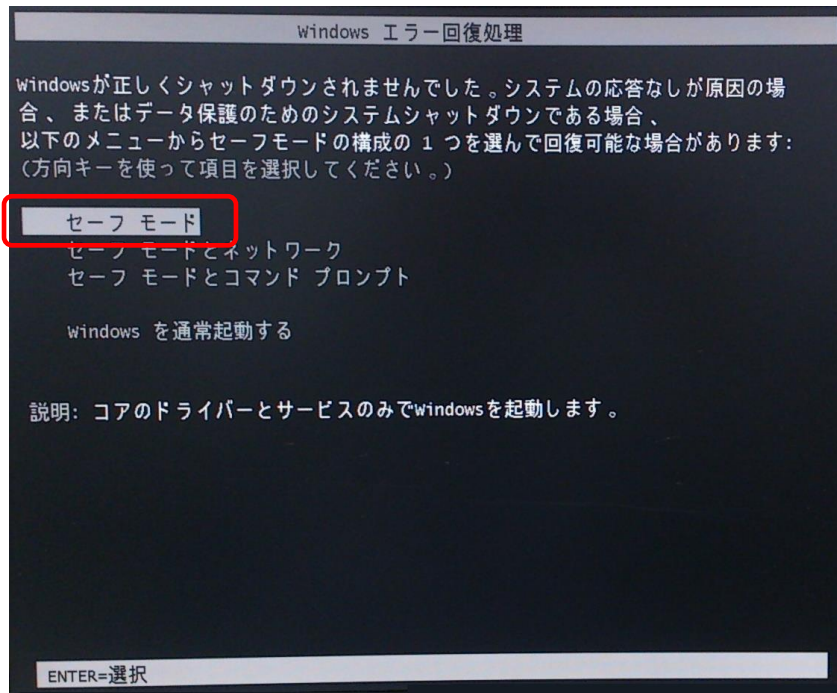 Windows エラー回復処理
Windowsが正しくシャットダウンされませんでした。システムの応答なしが原因の場
合、またはデータ保護のためのシステムシャットダウンである場合、
以下のメニューからセーフモードの構成の 1 つを選んで回復可能な場合があります:
(方向キーを使って項目を選択してください。)
セーフ モード
セーフ モードとネットワーク
セーフ モードとコマンド プロンプト
Windows を通常起動する
説明: コアのドライバーとサービスのみでWindowsを起動します。
ENTER=選択